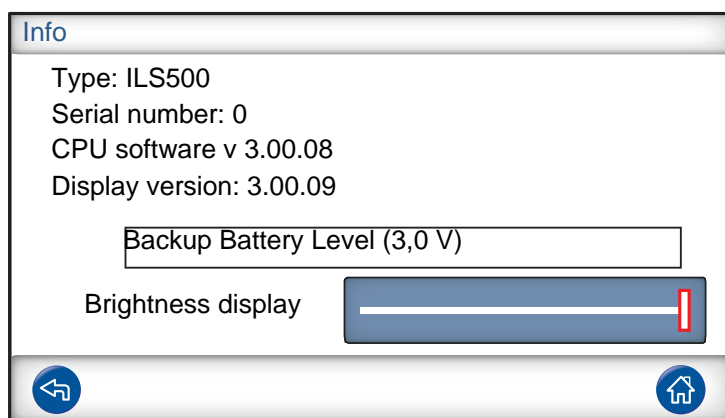 Info
Type: ILS500
Serial number: 0
CPU software v 3.00.08
Display version: 3.00.09
Backup Battery Level (3,0 V)
Brightness display